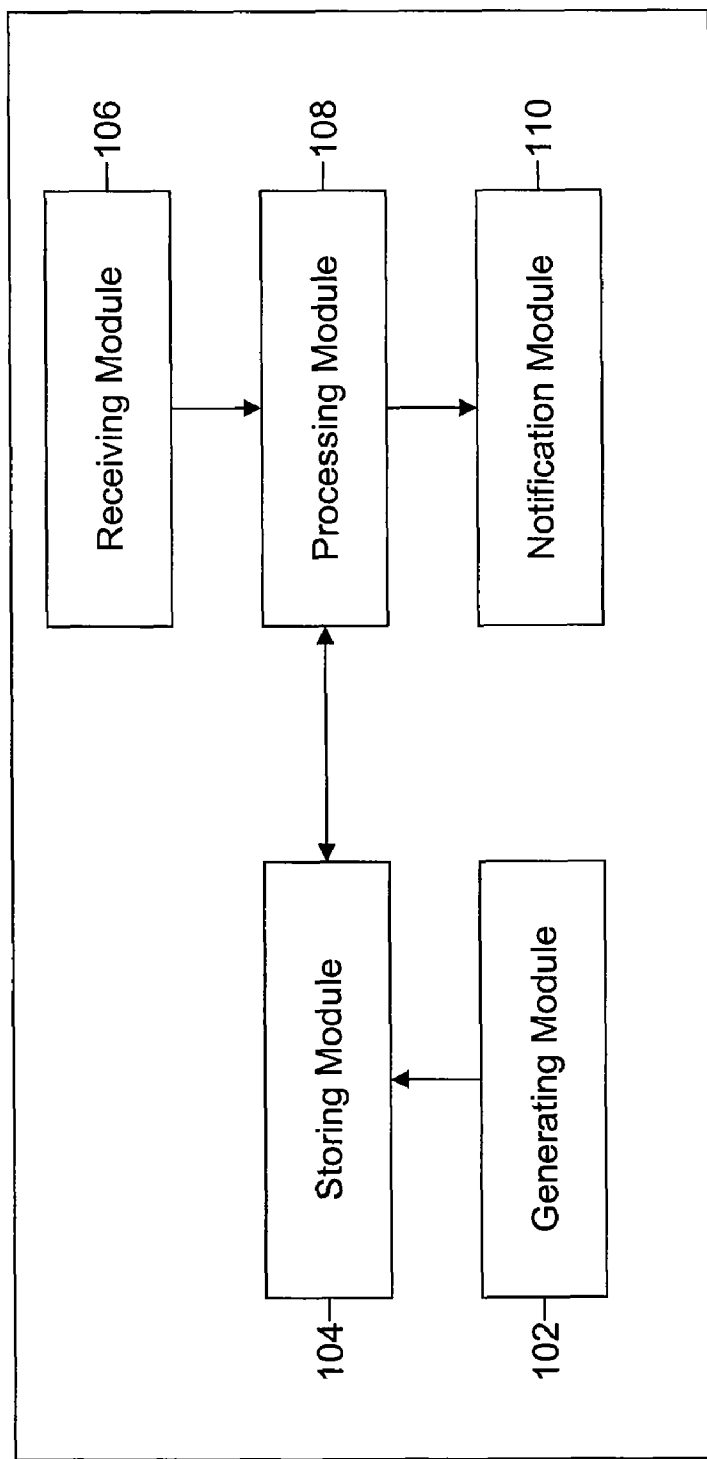 106
Receiving Module
104
Storing Module
108
Processing Module
102
Generating Module
110
Notification Module